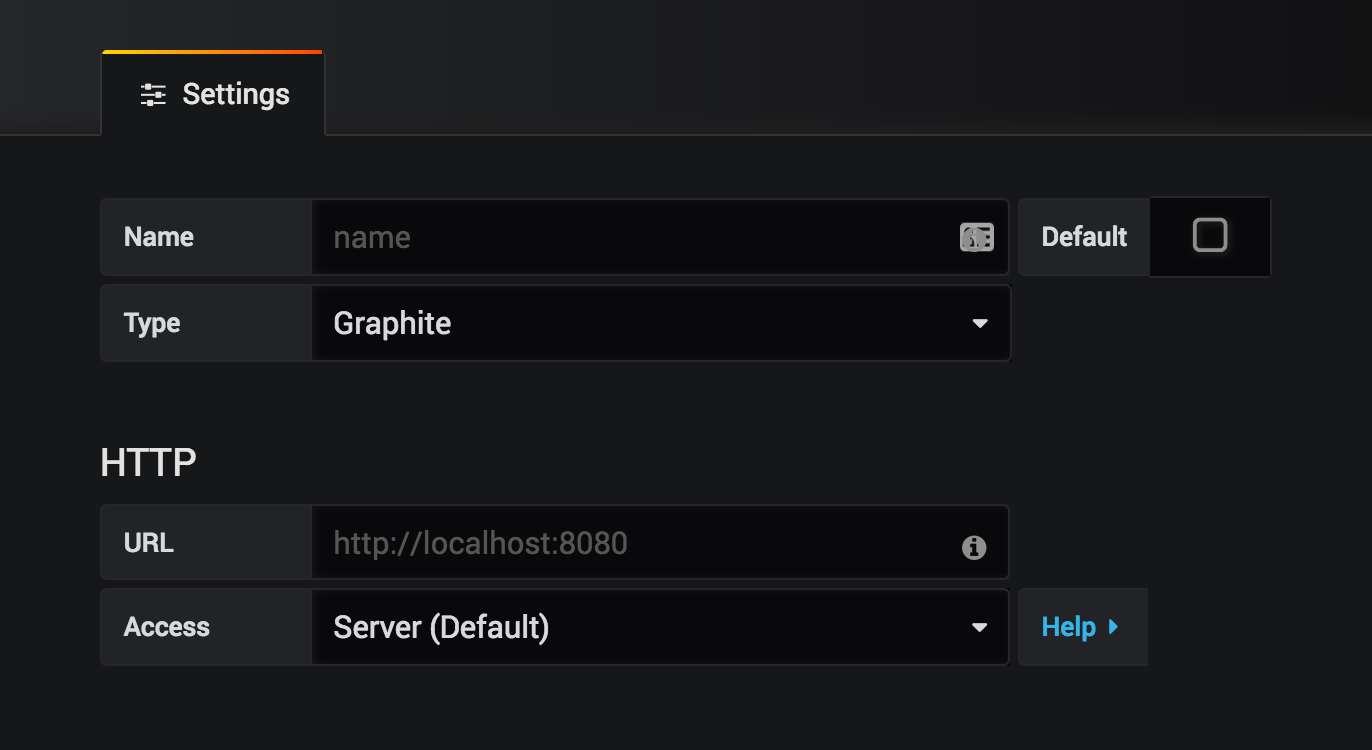 Settings
Name name Default
Type Graphite
HTTP
URL http://localhost:8080
Access Server (Default) Help